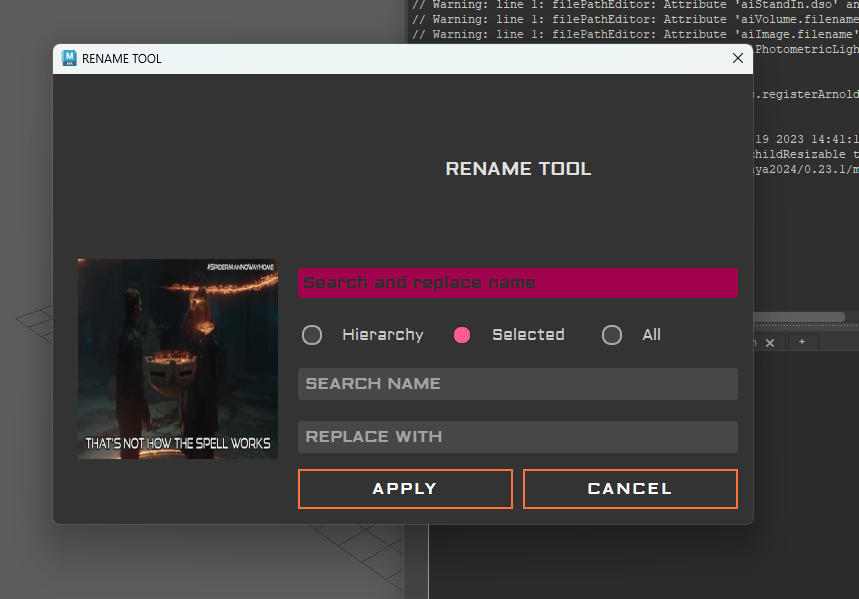 // Warning: line 1: filePathEditor: Attribute 'aiStandIn.dso' an
// Warning: line 1: filePathEditor: Attribute 'aiVolume.filename
// Warning: line 1: filePathEditor: Attribute 'aiImage.filename'
PhotometricLigh
M
RENAME TOOL
.registerArnold
19 2023 14:41:1
childResizable t
ya2024/0.23.1/m
RENAME TOOL
#SPIDERMANNOWAYHOME
Search and replace name
Hierarchy Selected All
SEARCH NAME
REPLACE WITH
THAT'S NOT HOW THE SPELL WORKS
APPLY CANCEL